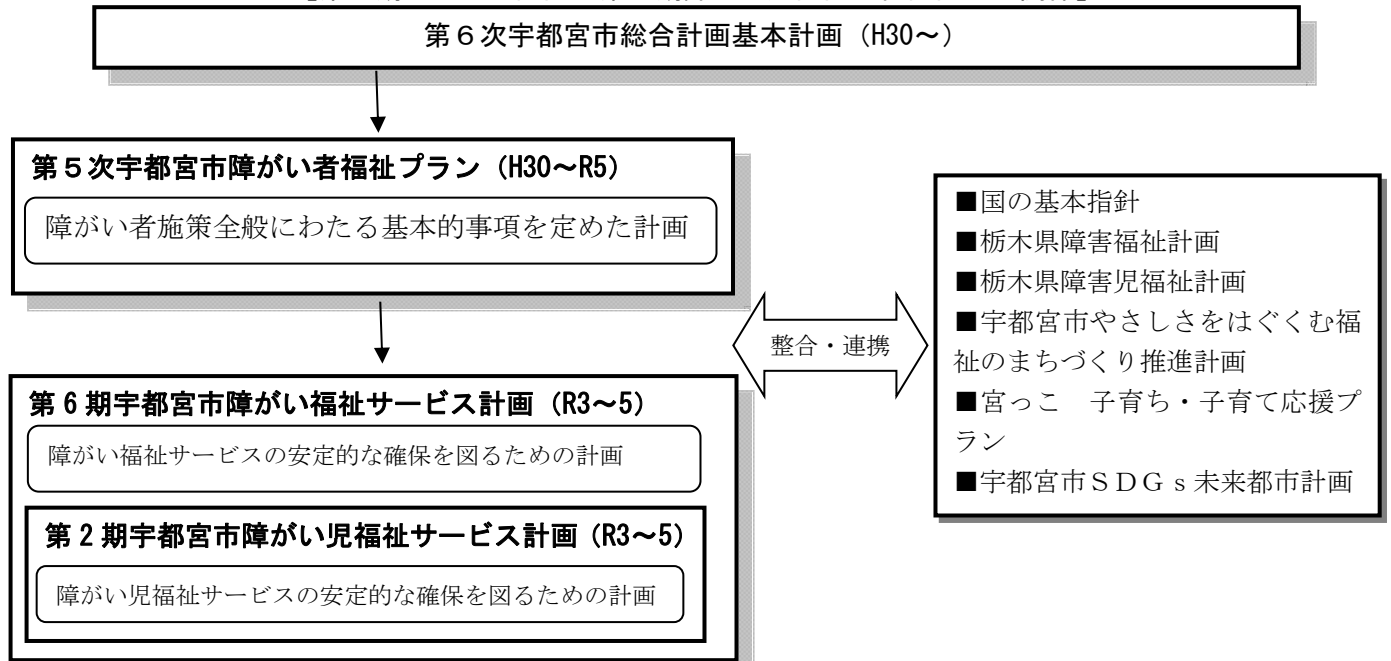 第６次宇都宮市総合計画基本計画（H30～）
第５次宇都宮市障がい者福祉プラン（H30～R5）
障がい者施策全般にわたる基本的事項を定めた計画
第６期宇都宮市障がい福祉サービス計画（R3～5）
障がい福祉サービスの安定的な確保を図るための計画
第２期宇都宮市障がい児福祉サービス計画（R3～5）
障がい児福祉サービスの安定的な確保を図るための計画
整合・連携
■国の基本指針
■栃木県障害福祉計画
■栃木県障害児福祉計画
■宇都宮市やさしさをはぐくむ福
祉のまちづくり推進計画
■宮っこ　子育ち・子育て応援プ
ラン
■宇都宮市ＳＤＧｓ未来都市計画